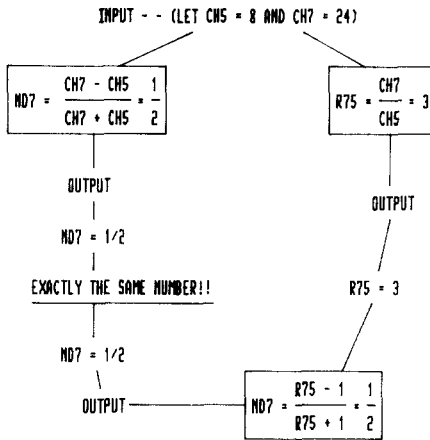 INPUT - - (LET CH5 = 8 AND CH7 = 24)
ND7 = (CH7 - CH5) / (CH7 + CH5) = 1/2
R75 = CH7 / CH5 = 3
OUTPUT
OUTPUT
ND7 = 1/2
EXACTLY THE SAME NUMBER!!
R75 = 3
ND7 = 1/2
OUTPUT
ND7 = (R75 - 1) / (R75 + 1) = 1/2